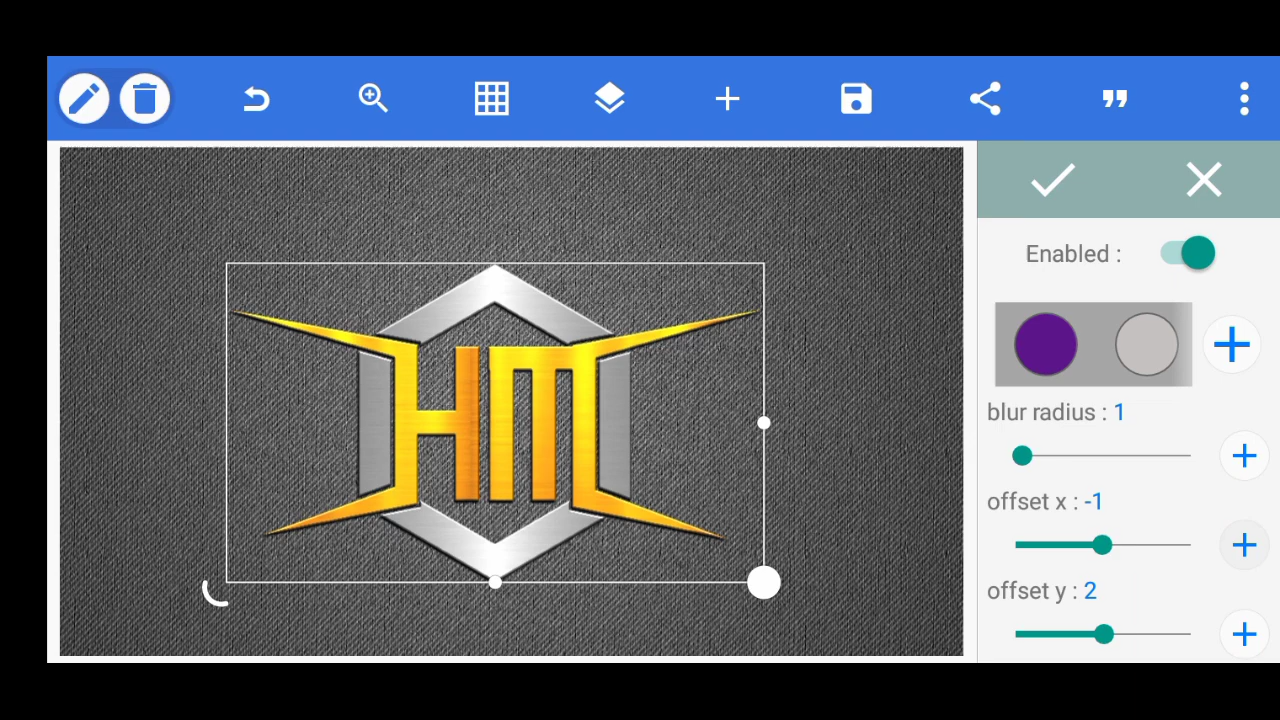 HM
Enabled :
blur radius : 1
offset x : -1
offset y : 2